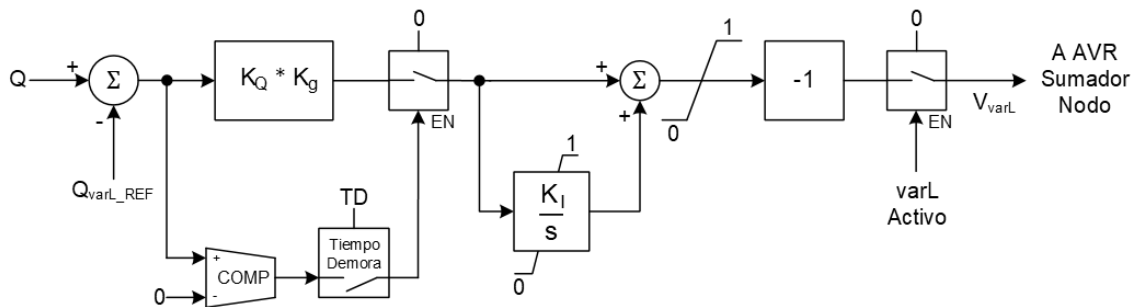 0
1
0
Q
+
Σ
-
K_Q * K_g
EN
+
Σ
+
0
-1
EN
V_varL
A AVR
Sumador
Nodo
Q_varL_REF
TD
1
K_I
s
0
varL
Activo
+
COMP
-
0
Tiempo
Demora